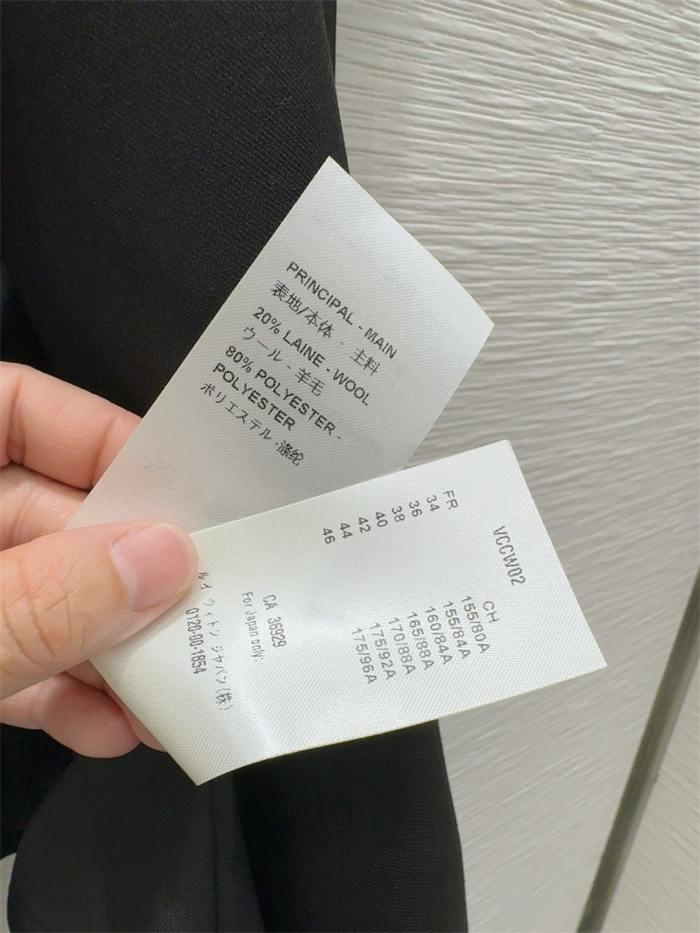 PRINCIPAL - MAIN
表地/本体 - 主料
20% LAINE - WOOL
ウール - 羊毛
80% POLYESTER -
POLYESTER
ポリエステル - 涤纶
VCCW02
FR CH
34 155/80A
36 155/84A
38 160/84A
40 165/88A
42 170/88A
44 175/92A
46 175/96A
CA 36929
For Japan only:
ルイ ヴィトン ジャパン(株)
0120-00-1854